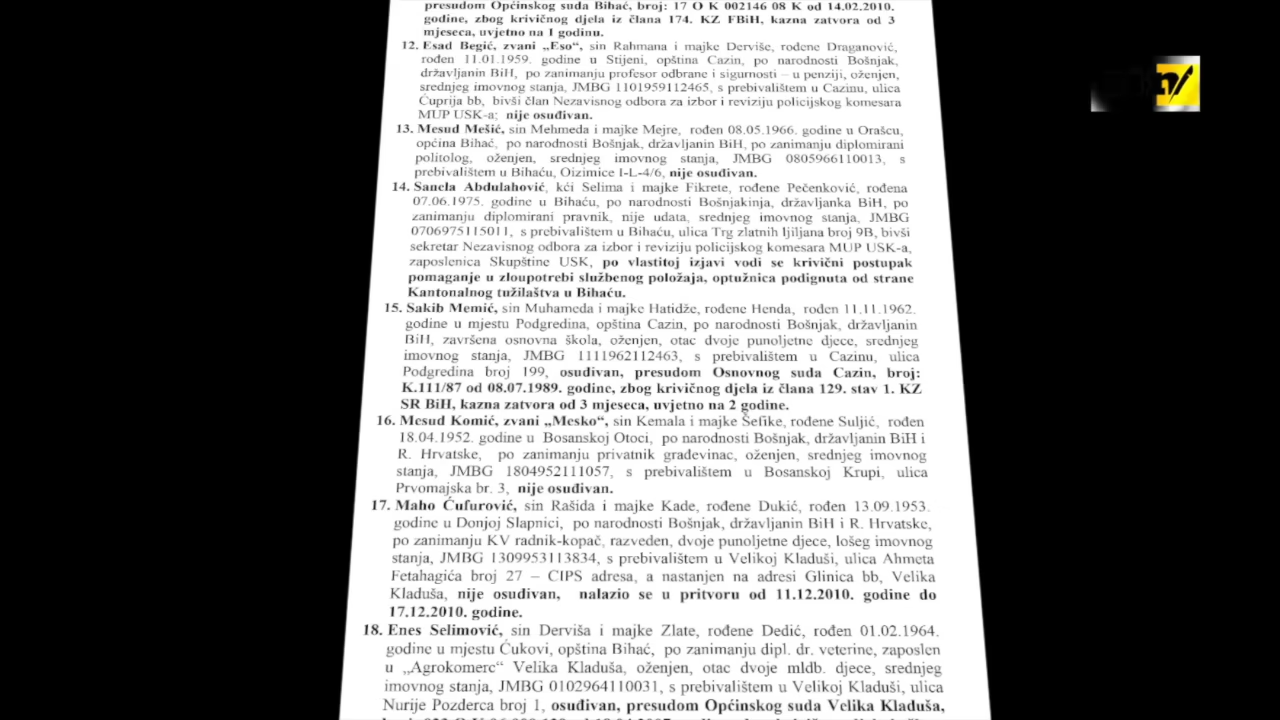 presudom Općinskog suda Bihać, broj: 17 O K 002146 08 K od 14.02.2010.
godine, zbog krivičnog djela iz člana 174. KZ FBiH, kazna zatvora od 3
mjeseca, uvjetno na 1 godinu.
12. Esad Begić, zvani „Eso“, sin Rahmana i majke Derviše, rođene Draganović,
rođen 11.01.1959. godine u Stijeni, opština Cazin, po narodnosti Bošnjak,
državljanin BiH, po zanimanju profesor odbrane i sigurnosti – u penziji, oženjen,
srednjeg imovnog stanja, JMBG 1101959112465, s prebivalištem u Cazinu, ulica
Ćuprija bb, bivši član Nezavisnog odbora za izbor i reviziju policijskog komesara
MUP USK-a; nije osuđivan.
13. Mesud Mešić, sin Mehmeda i majke Mejre, rođen 08.05.1966. godine u Orašcu,
općina Bihać, po narodnosti Bošnjak, državljanin BiH, po zanimanju diplomirani
politolog, oženjen, srednjeg imovnog stanja, JMBG 0805966110013, s
prebivalištem u Bihaću, Ozimice I-L-4/6, nije osuđivan.
14. Sanela Abdulahović, kći Selima i majke Fikrete, rođene Pečenković, rođena
07.06.1975. godine u Bihaću, po narodnosti Bošnjakinja, državljanka BiH, po
zanimanju diplomirani pravnik, nije udata, srednjeg imovnog stanja, JMBG
0706975115011, s prebivalištem u Bihaću, ulica Trg zlatnih ljiljana broj 9B, bivši
sekretar Nezavisnog odbora za izbor i reviziju policijskog komesara MUP USK-a,
zaposlenica Skupštine USK, po vlastitoj izjavi vodi se krivični postupak
pomaganje u zloupotrebi službenog položaja, optužnica podignuta od strane
Kantonalnog tužilaštva u Bihaću.
15. Sakib Memić, sin Muhameda i majke Hatidže, rođene Henda, rođen 11.11.1962.
godine u mjestu Podgredina, opština Cazin, po narodnosti Bošnjak, državljanin
BiH, završena osnovna škola, oženjen, otac dvoje punoljetne djece, srednjeg
imovnog stanja, JMBG 1111962112463, s prebivalištem u Cazinu, ulica
Podgredina broj 199, osuđivan, presudom Osnovnog suda Cazin, broj:
K.111/87 od 08.07.1989. godine, zbog krivičnog djela iz člana 129. stav 1. KZ
SR BiH, kazna zatvora od 3 mjeseca, uvjetno na 2 godine.
16. Mesud Komić, zvani „Mesko“, sin Kemala i majke Šefike, rođene Suljić, rođen
18.04.1952. godine u Bosanskoj Otoci, po narodnosti Bošnjak, državljanin BiH i
R. Hrvatske, po zanimanju privatnik građevinac, oženjen, srednjeg imovnog
stanja, JMBG 1804952111057, s prebivalištem u Bosanskoj Krupi, ulica
Prvomajska br. 3, nije osuđivan.
17. Maho Ćufurović, sin Rašida i majke Kade, rođene Dukić, rođen 13.09.1953.
godine u Donjoj Slapnici, po narodnosti Bošnjak, državljanin BiH i R. Hrvatske,
po zanimanju KV radnik-kopač, razveden, dvoje punoljetne djece, lošeg imovnog
stanja, JMBG 1309953113834, s prebivalištem u Velikoj Kladuši, ulica Ahmeta
Fetahagića broj 27 – CIPS adresa, a nastanjen na adresi Glinica bb, Velika
Kladuša, nije osuđivan, nalazio se u pritvoru od 11.12.2010. godine do
17.12.2010. godine.
18. Enes Selimović, sin Derviša i majke Zlate, rođene Dedić, rođen 01.02.1964.
godine u mjestu Ćukovi, opština Bihać, po zanimanju dipl. dr. veterine, zaposlen
u „Agrokomerc“ Velika Kladuša, oženjen, otac dvoje mldb. djece, srednjeg
imovnog stanja, JMBG 0102964110031, s prebivalištem u Velikoj Kladuši, ulica
Nurije Pozderca broj 1, osuđivan, presudom Općinskog suda Velika Kladuša,